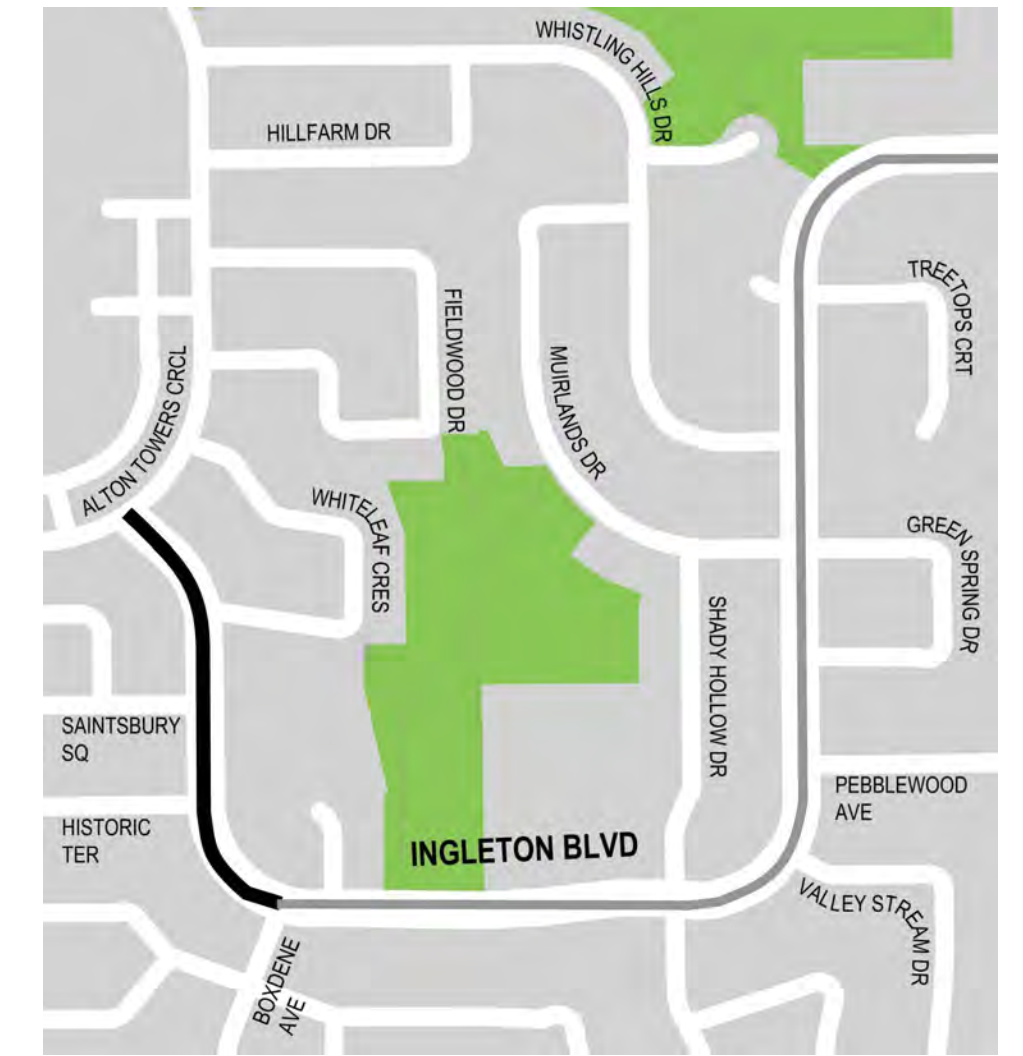 WHISTLING HILLS DR
HILLFARM DR
TREETOPS CRT
FIELDWOOD DR
MUIRLANDS DR
ALTON TOWERS CRCL
WHITELEAF CRES
GREEN SPRING DR
SHADY HOLLOW DR
SAINTSBURY
SQ
PEBBLEWOOD
AVE
HISTORIC
TER
INGLETON BLVD
VALLEY STREAM DR
BOXDENE
AVE